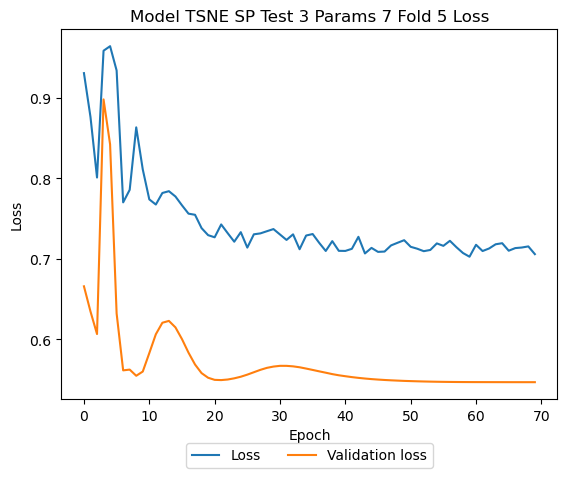 Model TSNE SP Test 3 Params 7 Fold 5 Loss
Loss
0.9
0.8
0.7
0.6
0 10 20 30 40 50 60 70
Epoch
Loss Validation loss